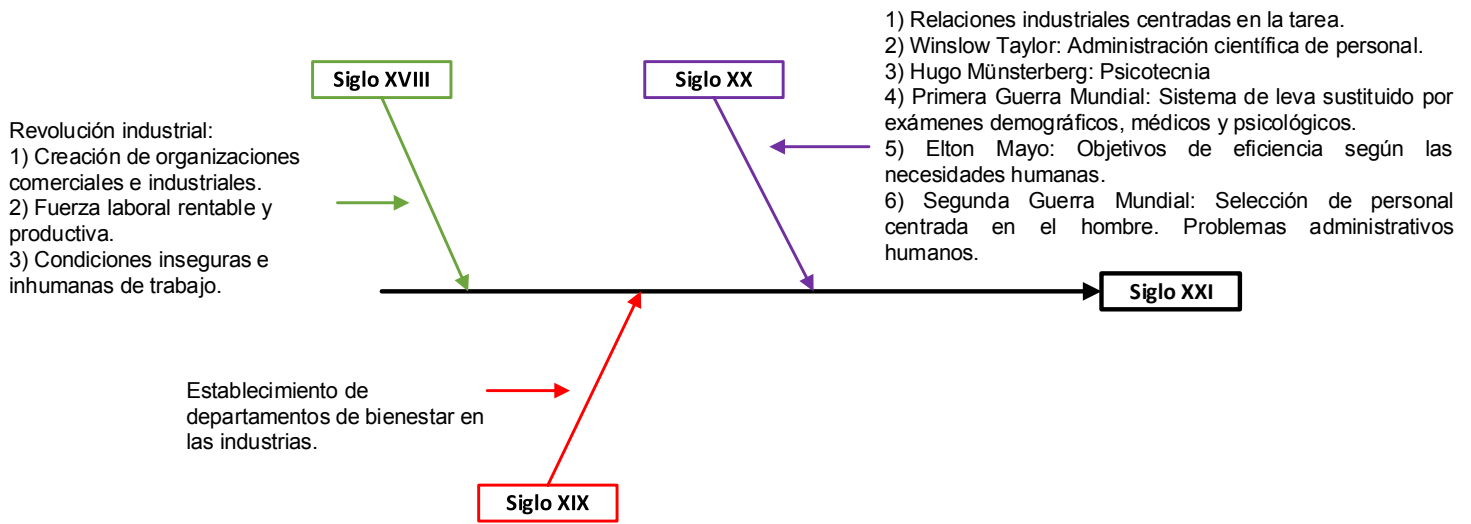 Siglo XVIII
Revolución industrial:
1) Creación de organizaciones
comerciales e industriales.
2) Fuerza laboral rentable y
productiva.
3) Condiciones inseguras e
inhumanas de trabajo.
Siglo XX
1) Relaciones industriales centradas en la tarea.
2) Winslow Taylor: Administración científica de personal.
3) Hugo Münsterberg: Psicotecnia
4) Primera Guerra Mundial: Sistema de leva sustituido por
exámenes demográficos, médicos y psicológicos.
5) Elton Mayo: Objetivos de eficiencia según las
necesidades humanas.
6) Segunda Guerra Mundial: Selección de personal
centrada en el hombre. Problemas administrativos
humanos.
Siglo XXI
Establecimiento de
departamentos de bienestar en
las industrias.
Siglo XIX